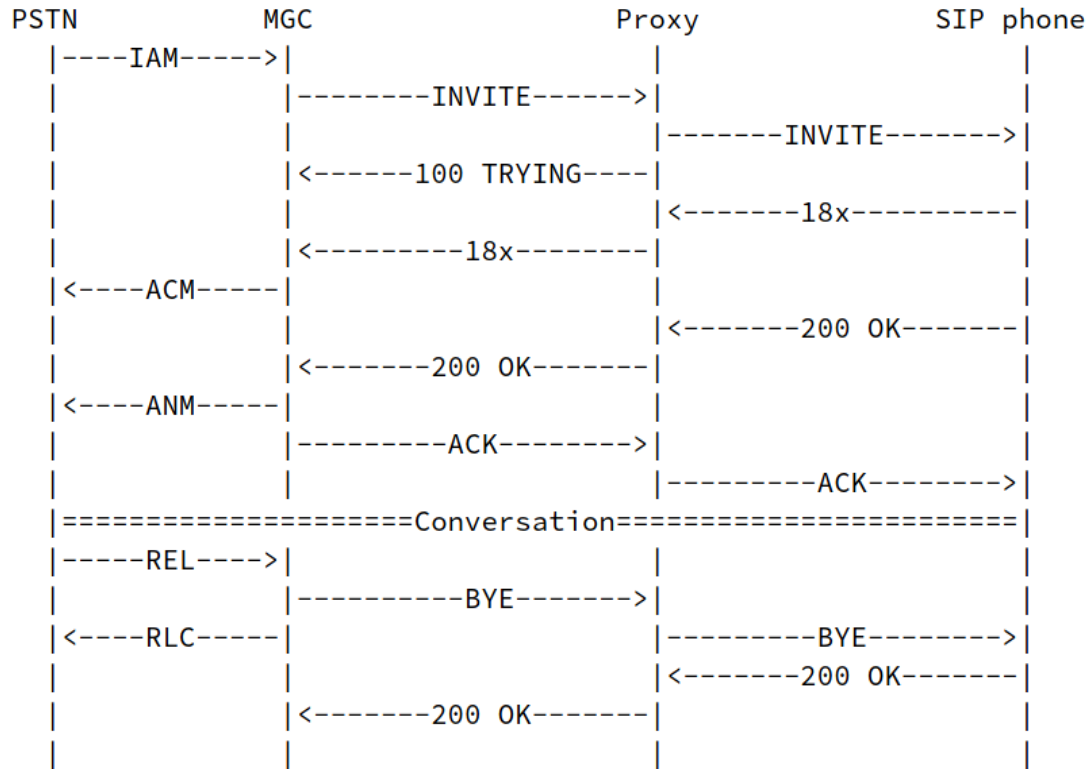 PSTN MGC Proxy SIP phone
|----IAM----->| | |
| |--------INVITE------>| |
| | |-------INVITE------->|
| |<------100 TRYING----| |
| | |<-------18x----------|
| |<---------18x--------| |
|<----ACM-----| | |
| | |<-------200 OK-------|
| |<-------200 OK-------| |
|<----ANM-----| | |
| |---------ACK-------->| |
| | |---------ACK-------->|
|=====================Conversation========================|
|-----REL---->| | |
| |----------BYE------->| |
|<----RLC-----| |---------BYE-------->|
| | |<-------200 OK-------|
| |<-------200 OK-------| |
| | | |